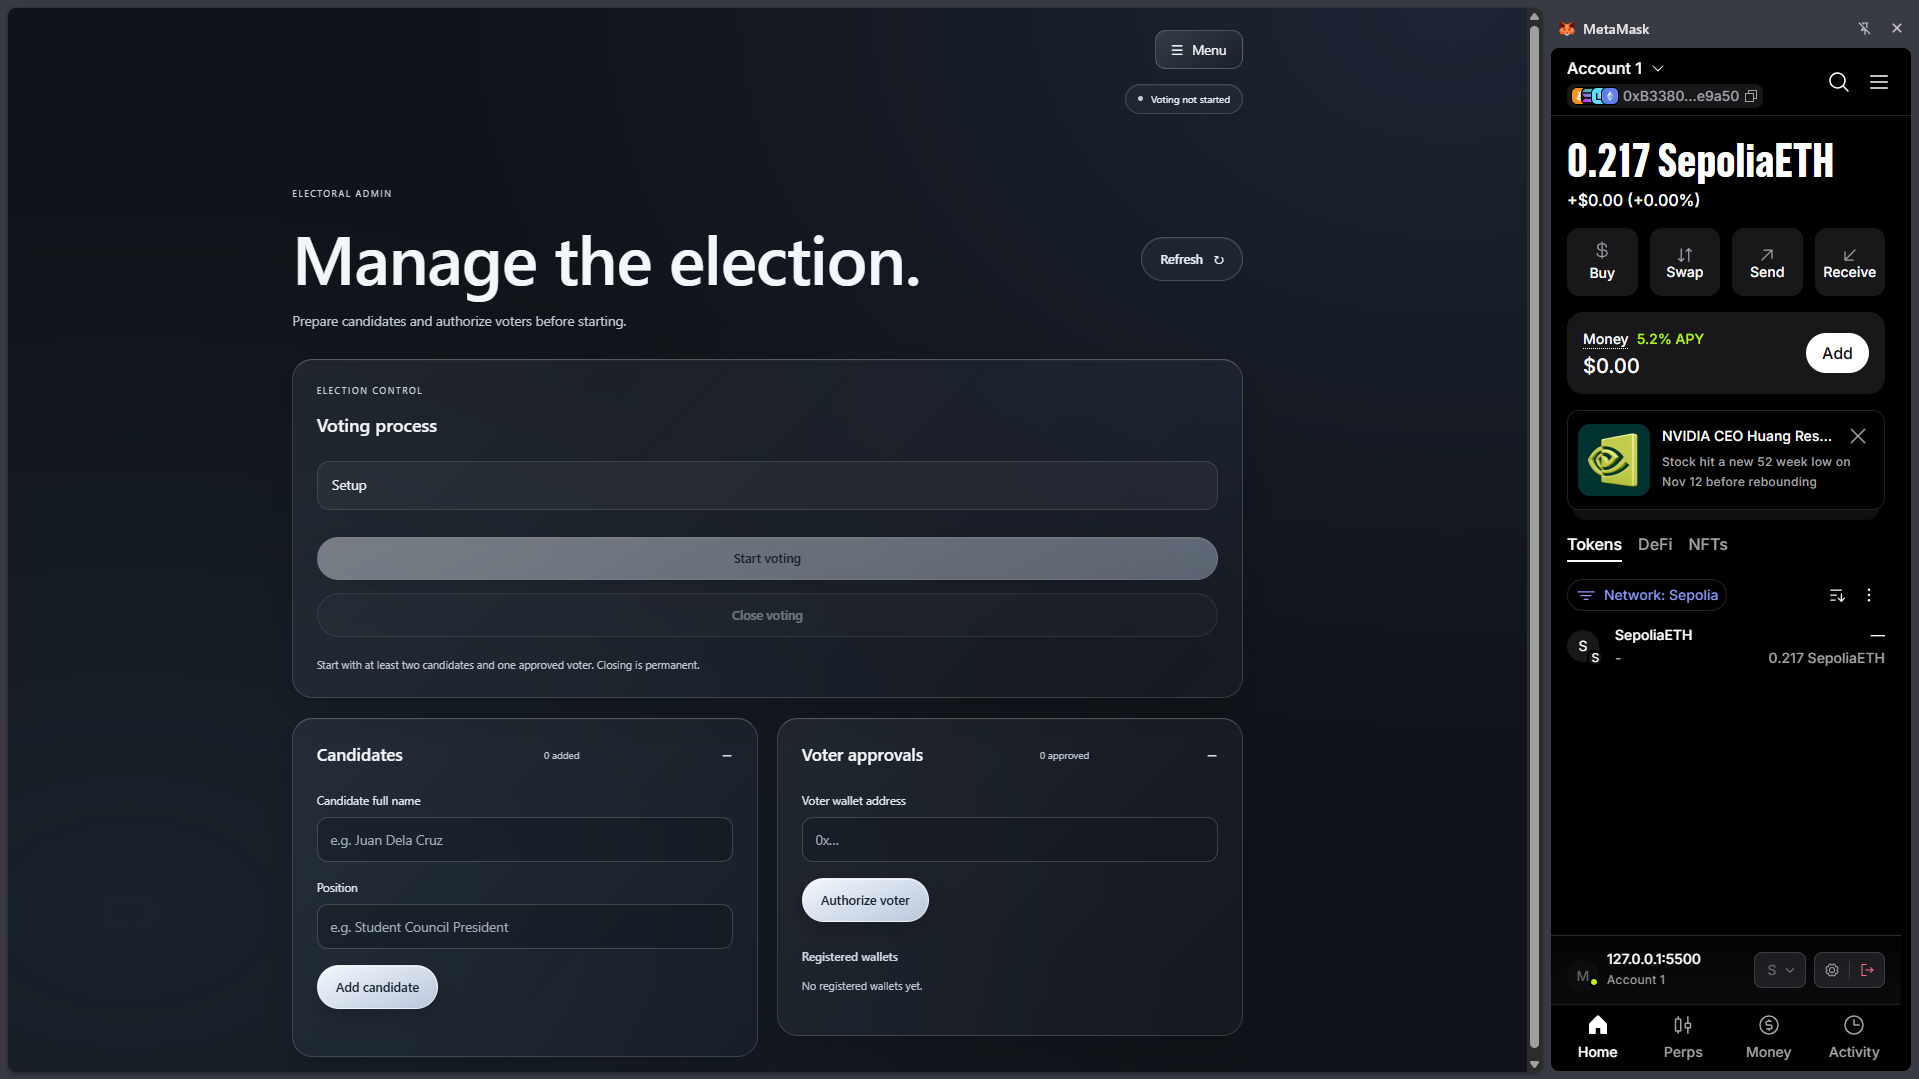 ☰ Menu
Voting not started
ELECTORAL ADMIN
Manage the election.
Refresh ↻
Prepare candidates and authorize voters before starting.
ELECTION CONTROL
Voting process
Setup
Start voting
Close voting
Start with at least two candidates and one approved voter. Closing is permanent.
Candidates
0 added
Candidate full name
e.g. Juan Dela Cruz
Position
e.g. Student Council President
Add candidate
Voter approvals
0 approved
Voter wallet address
0x...
Authorize voter
Registered wallets
No registered wallets yet.
MetaMask
Account 1
0xB3380...e9a50
0.217 SepoliaETH
+$0.00 (+0.00%)
Buy
Swap
Send
Receive
Money 5.2% APY
$0.00
Add
NVIDIA CEO Huang Res...
Stock hit a new 52 week low on
Nov 12 before rebounding
Tokens DeFi NFTs
Network: Sepolia
S
S
SepoliaETH —
- 0.217 SepoliaETH
M
127.0.0.1:5500
Account 1
S
Home
Perps
Money
Activity